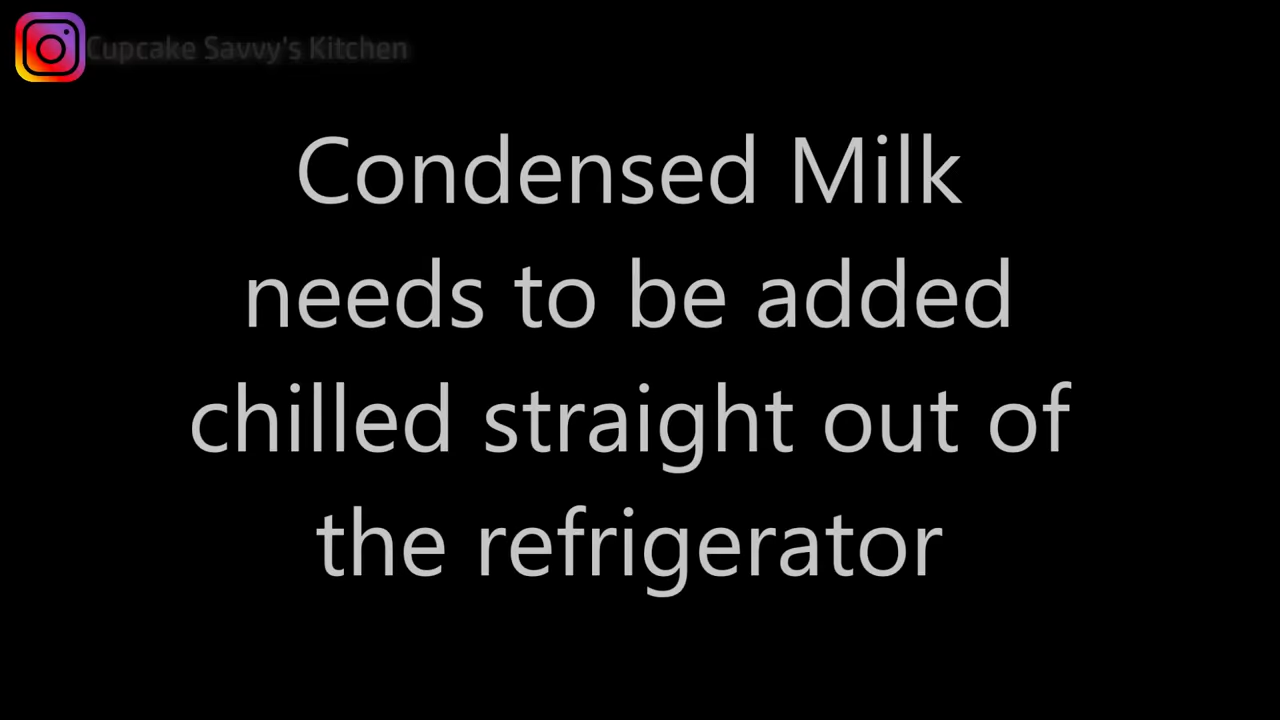 Cupcake Savvy's Kitchen
Condensed Milk
needs to be added
chilled straight out of
the refrigerator